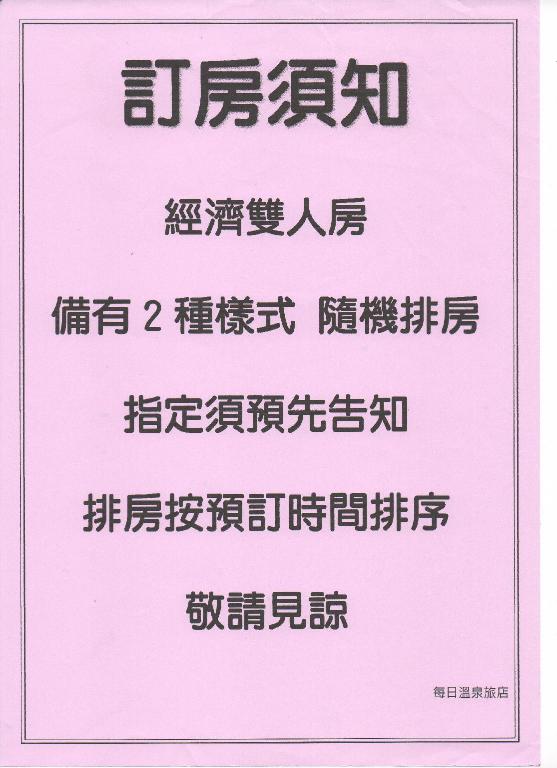 訂房須知
經濟雙人房
備有2種樣式 隨機排房
指定須預先告知
排房按預訂時間排序
敬請見諒
每日溫泉旅店